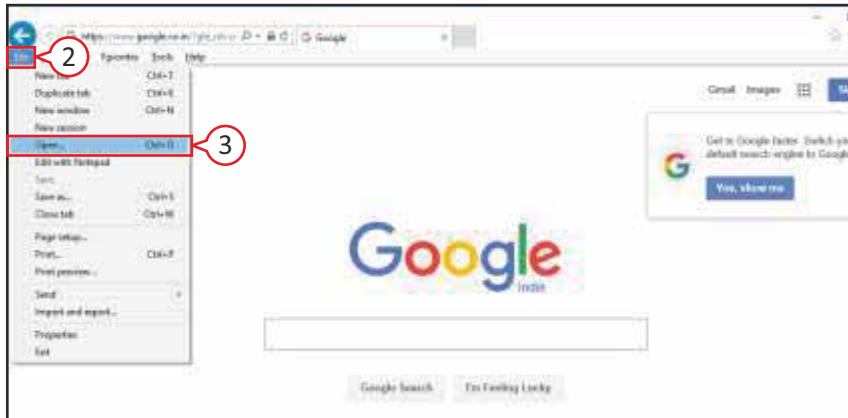 Google
2
File
Favorites Tools Help
New tab Ctrl+T
Duplicate tab Ctrl+K
New window Ctrl+N
New session
Open... Ctrl+O
3
Edit with Notepad
Save
Save as... Ctrl+S
Close tab Ctrl+W
Page setup...
Print... Ctrl+P
Print preview...
Send
Import and export...
Properties
Exit
Gmail Images
Get to Google faster. Switch
default search engine to Google
Yes, show me
Google
India
Google Search I'm Feeling Lucky